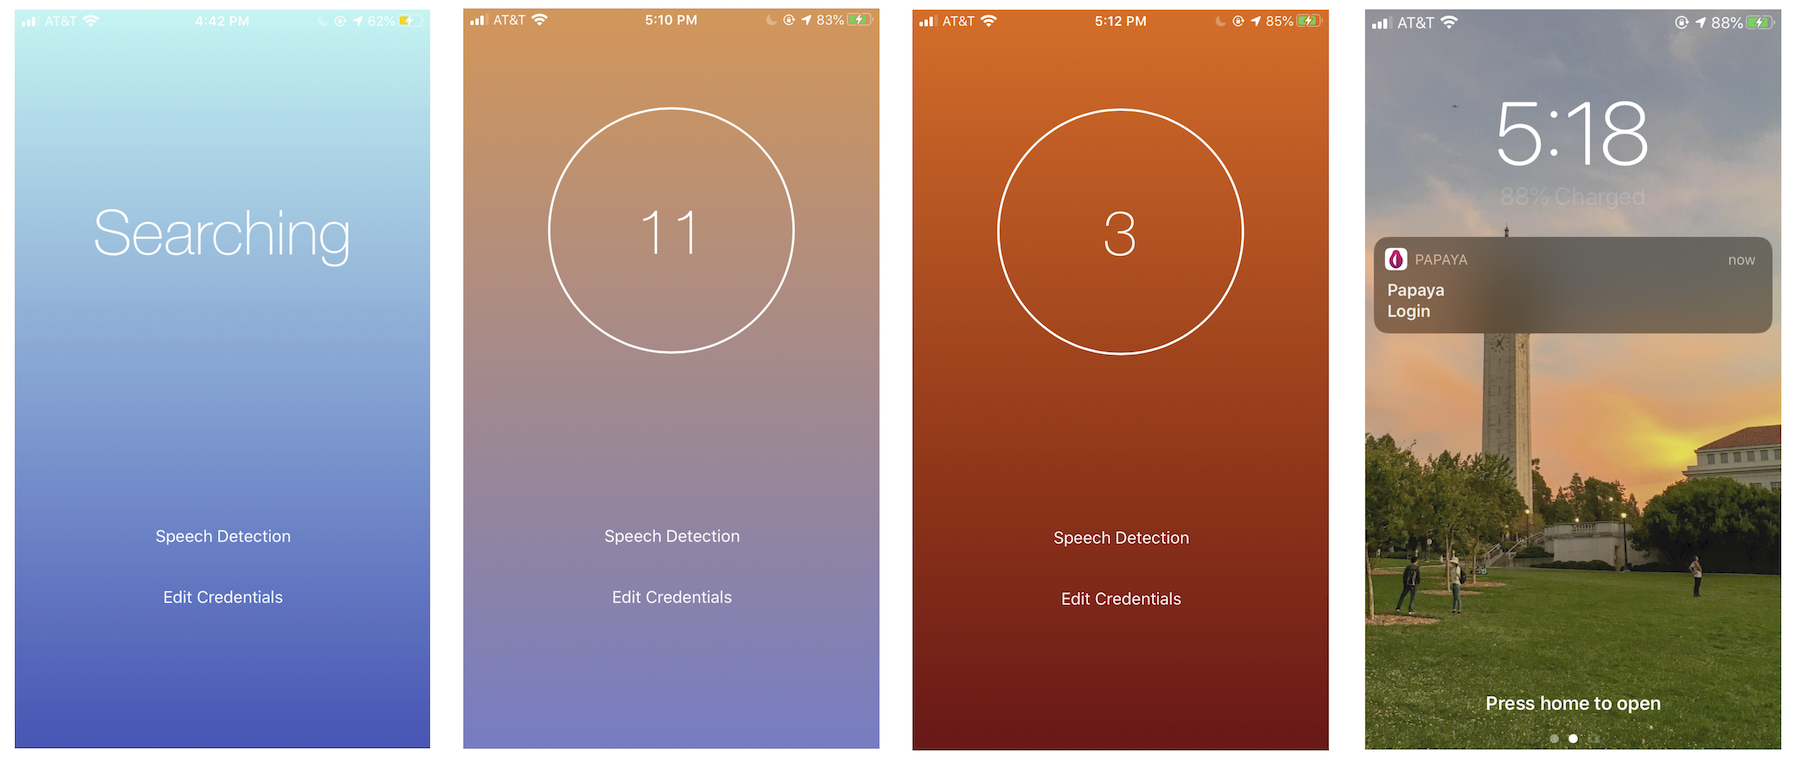 AT&T 4:42 PM 62%
Searching
Speech Detection
Edit Credentials
AT&T 5:10 PM 83%
11
Speech Detection
Edit Credentials
AT&T 5:12 PM 85%
3
Speech Detection
Edit Credentials
AT&T 88%
5:18
88% Charged
PAPAYA now
Papaya
Login
Press home to open